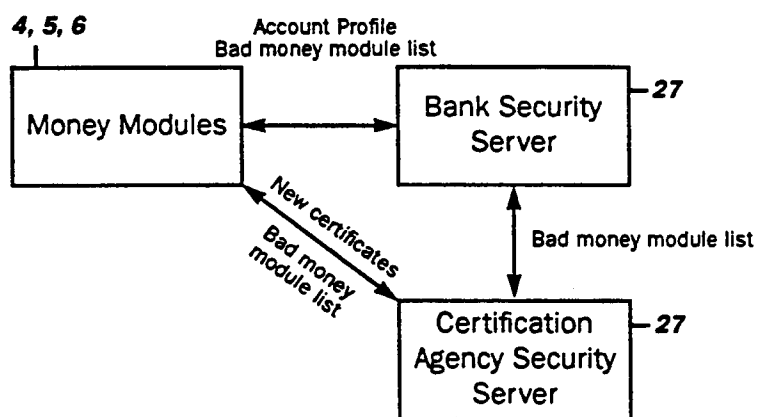 4, 5, 6
Account Profile
Bad money module list
Money Modules
Bank Security
Server
27
New certificates
Bad money
module list
Bad money module list
Certification
Agency Security
Server
27